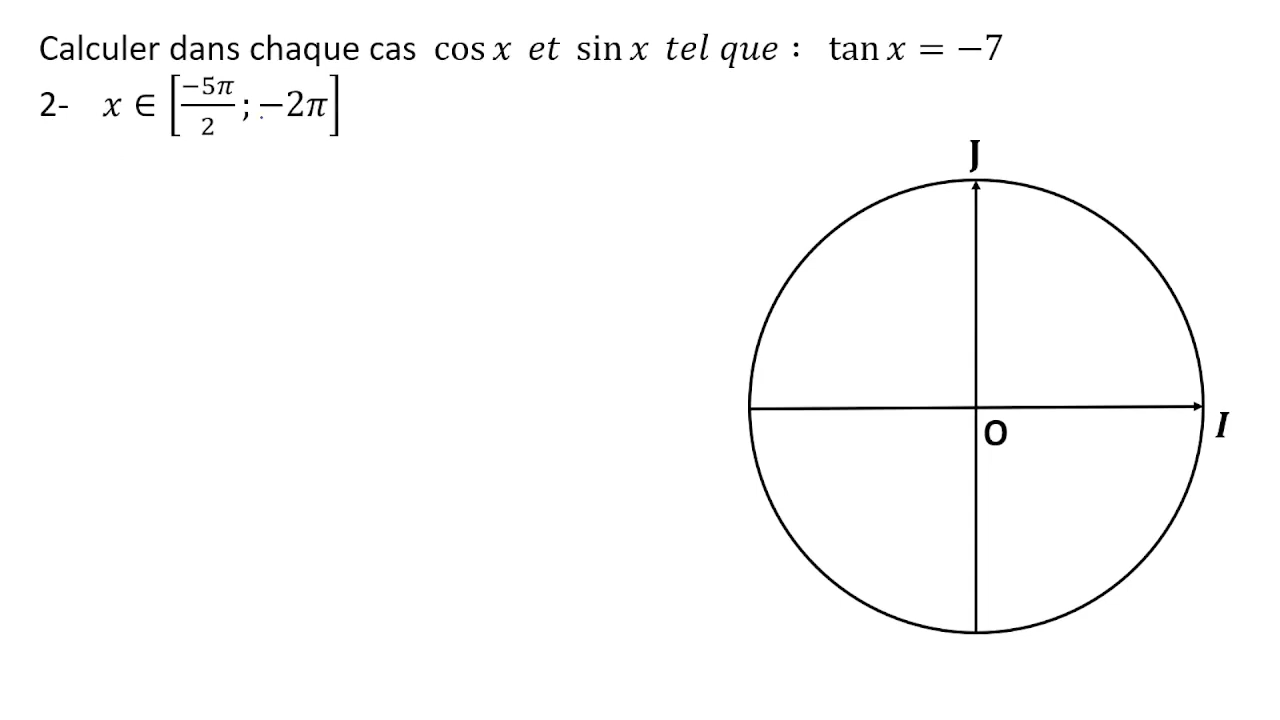 Calculer dans chaque cas cos x et sin x tel que : tan x = −7
2- x ∈ [−5π/2 ; −2π]
J
O
I